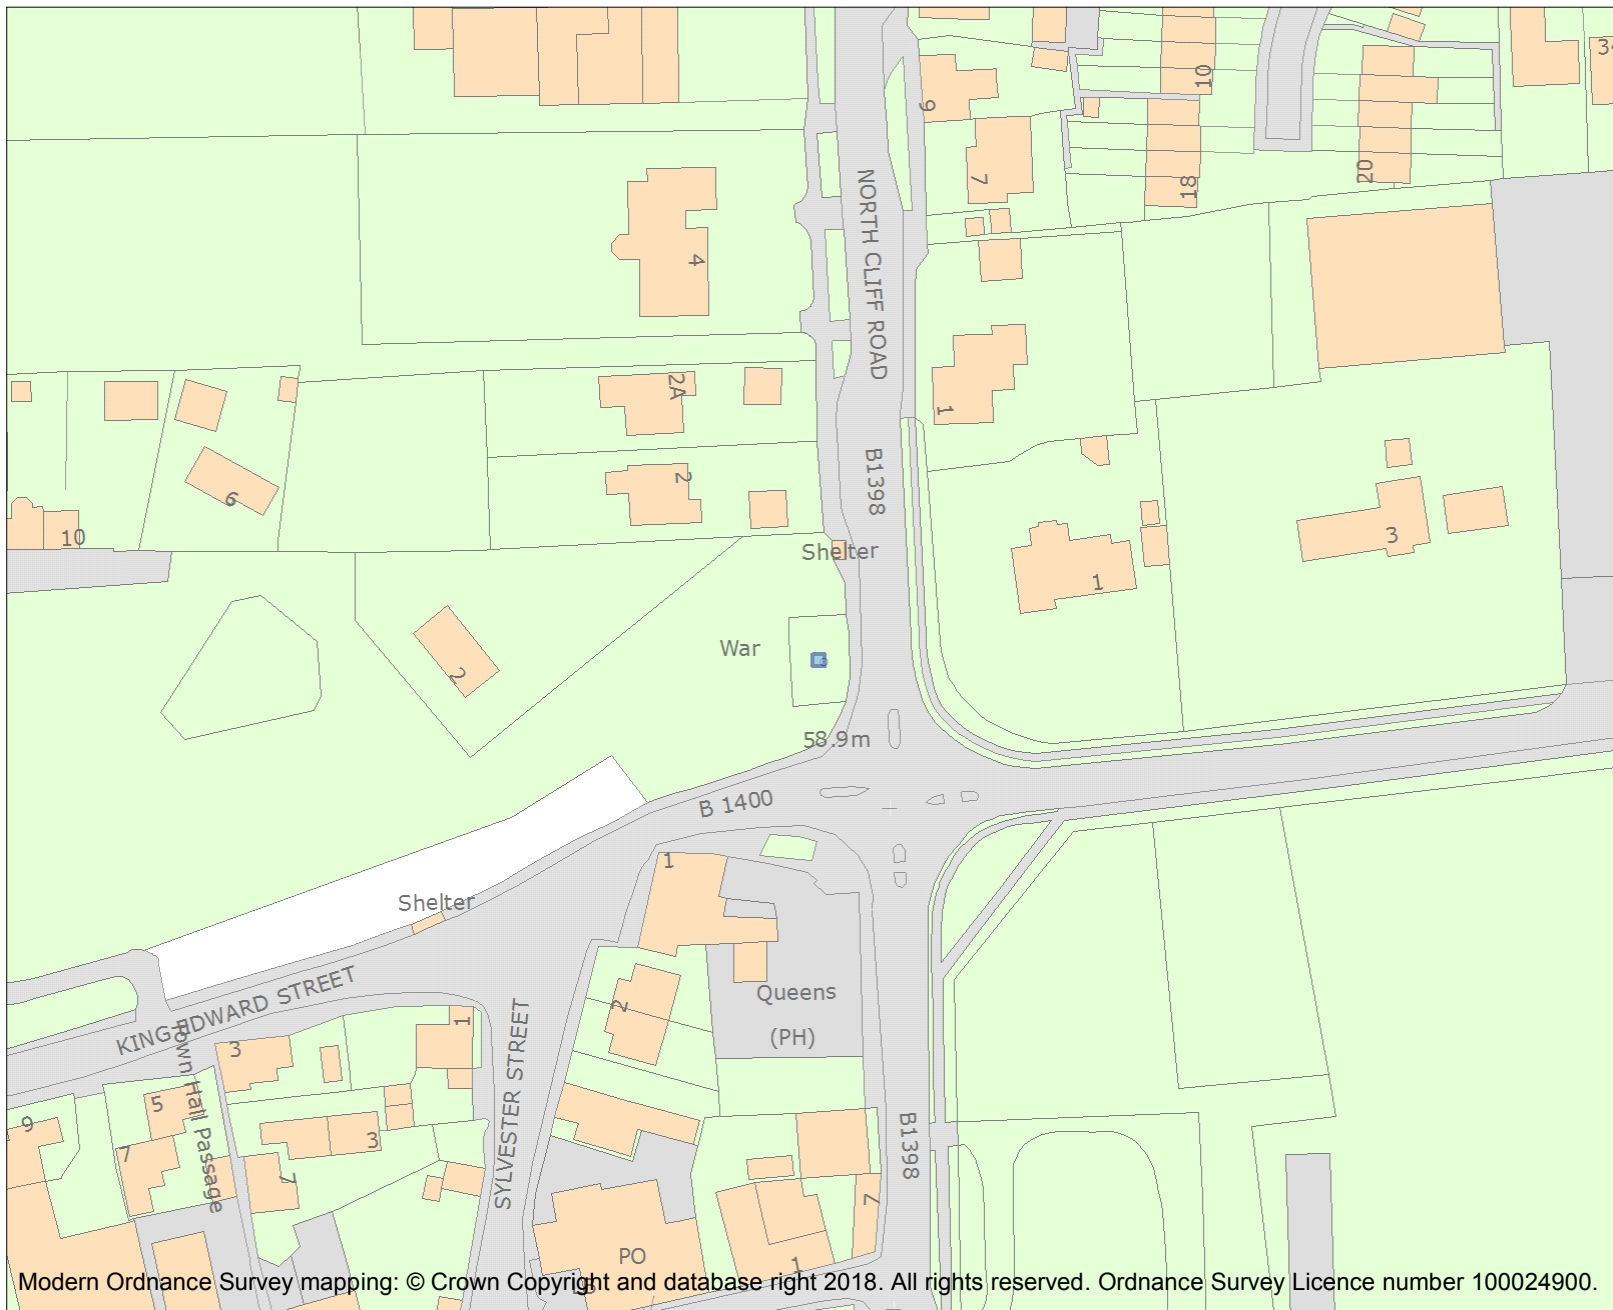 34
10
9
7
18
20
4
NORTH CLIFF ROAD
2A
1
B1398
2
6
10
3
Shelter
1
War
2
58.9m
B 1400
1
Shelter
KING EDWARD STREET
Queens
(PH)
2
SYLVESTER STREET
1
3
Town Hall Passage
5
9
7
3
7
B1398
7
PO
1
Modern Ordnance Survey mapping: © Crown Copyright and database right 2018. All rights reserved. Ordnance Survey Licence number 100024900.